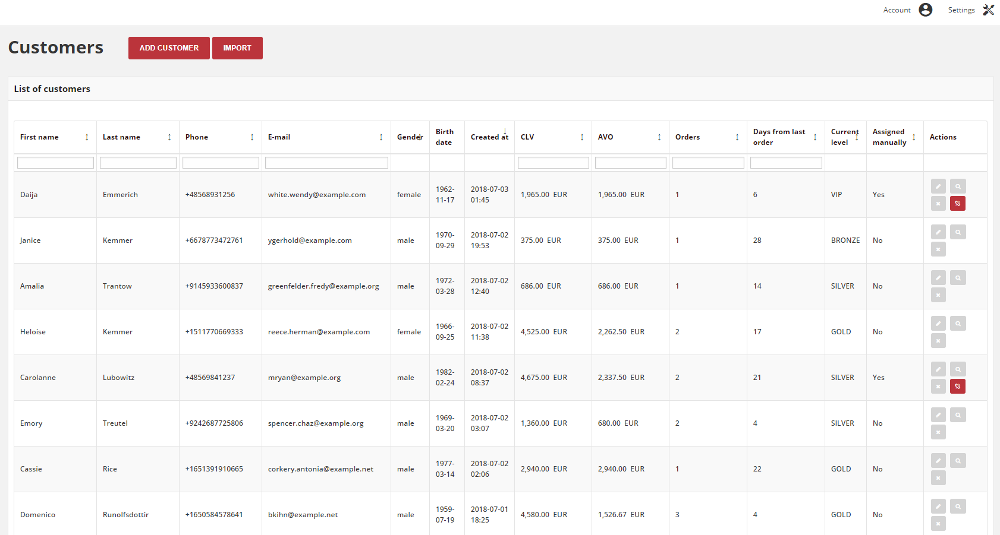 Account Settings
Customers ADD CUSTOMER IMPORT
List of customers
First name Last name Phone E-mail Gender Birth date Created at CLV AVO Orders Days from last order Current level Assigned manually Actions
Daija Emmerich +48568931256 white.wendy@example.com female 1962-11-17 2018-07-03 01:45 1,965.00 EUR 1,965.00 EUR 1 6 VIP Yes
Janice Kemmer +6678773472761 ygerhold@example.com male 1970-09-29 2018-07-02 19:53 375.00 EUR 375.00 EUR 1 28 BRONZE No
Amalia Trantow +9145933600837 greenfelder.fredy@example.org male 1972-03-28 2018-07-02 12:40 686.00 EUR 686.00 EUR 1 14 SILVER No
Heloise Kemmer +1511770669333 reece.herman@example.com female 1966-09-25 2018-07-02 11:38 4,525.00 EUR 2,262.50 EUR 2 17 GOLD No
Carolanne Lubowitz +48569841237 mryan@example.org male 1982-02-24 2018-07-02 08:37 4,675.00 EUR 2,337.50 EUR 2 21 SILVER Yes
Emory Treutel +9242687725806 spencer.chaz@example.org male 1969-03-20 2018-07-02 03:07 1,360.00 EUR 680.00 EUR 2 4 SILVER No
Cassie Rice +1651391910665 corkery.antonia@example.net male 1977-03-14 2018-07-02 02:06 2,940.00 EUR 2,940.00 EUR 1 22 GOLD No
Domenico Runolfsdottir +1650584578641 bkihn@example.net male 1959-07-19 2018-07-01 18:25 4,580.00 EUR 1,526.67 EUR 3 4 GOLD No